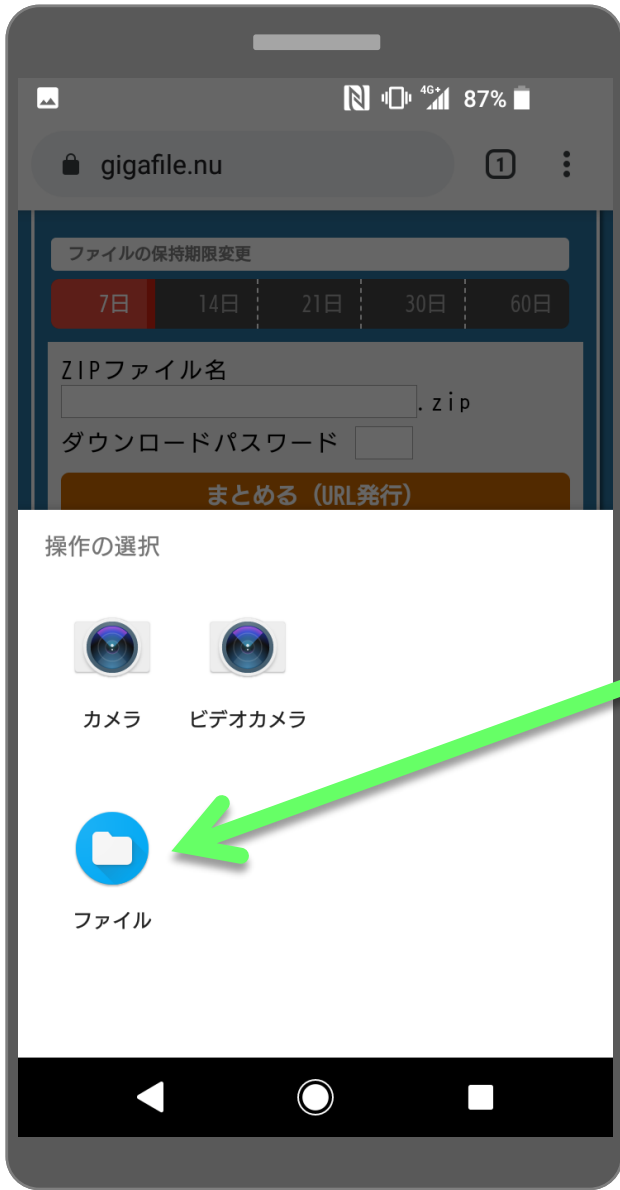 4G+ 87%
gigafile.nu 1
ファイルの保持期限変更
7日 14日 21日 30日 60日
ZIPファイル名
.zip
ダウンロードパスワード
まとめる（URL発行）
操作の選択
カメラ ビデオカメラ
ファイル